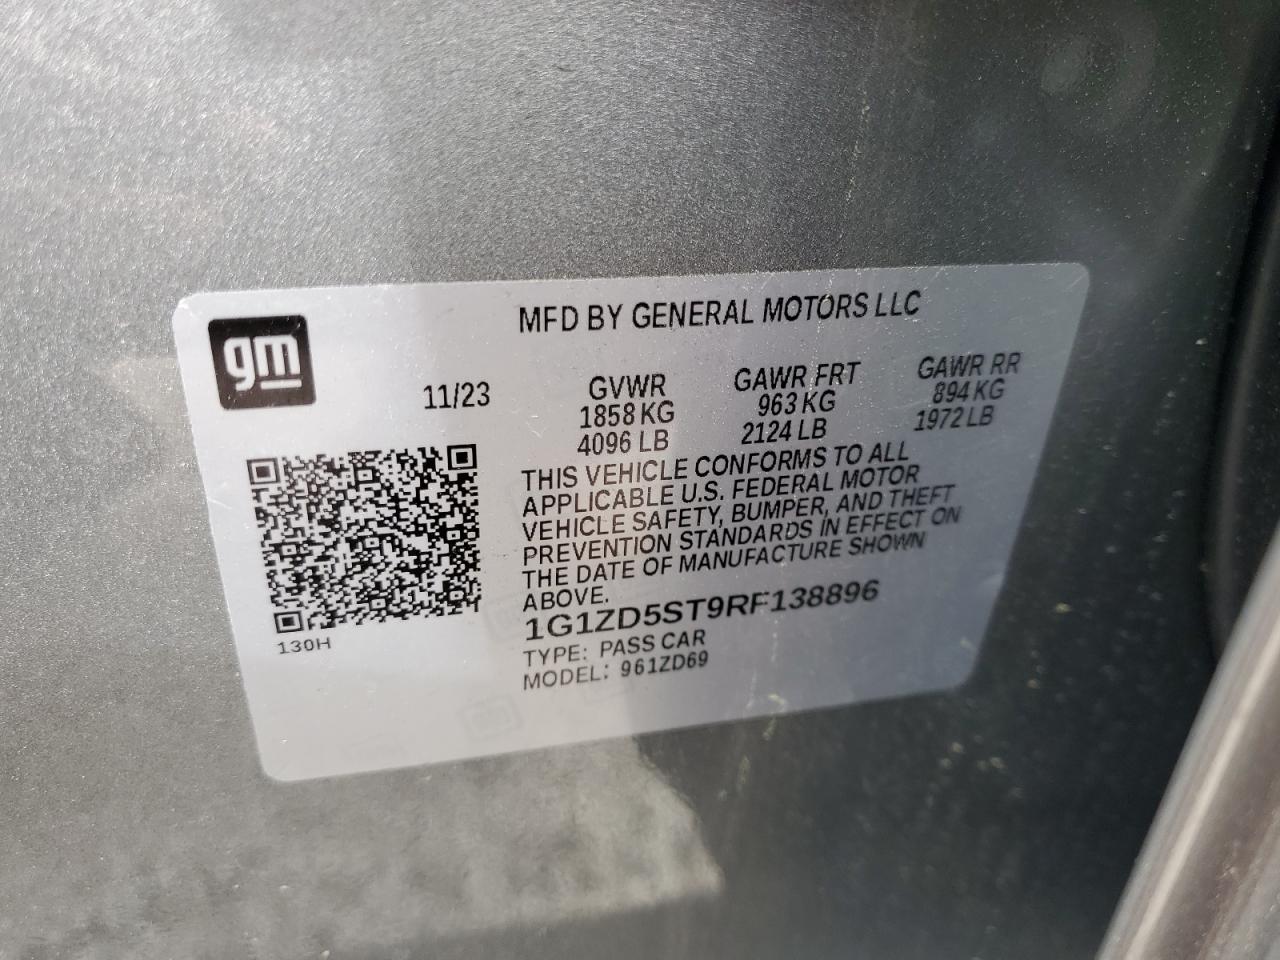 MFD BY GENERAL MOTORS LLC
gm
11/23
GVWR GAWR FRT GAWR RR
1858 KG 963 KG 894 KG
4096 LB 2124 LB 1972 LB
THIS VEHICLE CONFORMS TO ALL
APPLICABLE U.S. FEDERAL MOTOR
VEHICLE SAFETY, BUMPER, AND THEFT
PREVENTION STANDARDS IN EFFECT ON
THE DATE OF MANUFACTURE SHOWN
ABOVE.
1G1ZD5ST9RF138896
TYPE: PASS CAR
MODEL: 961ZD69
130H